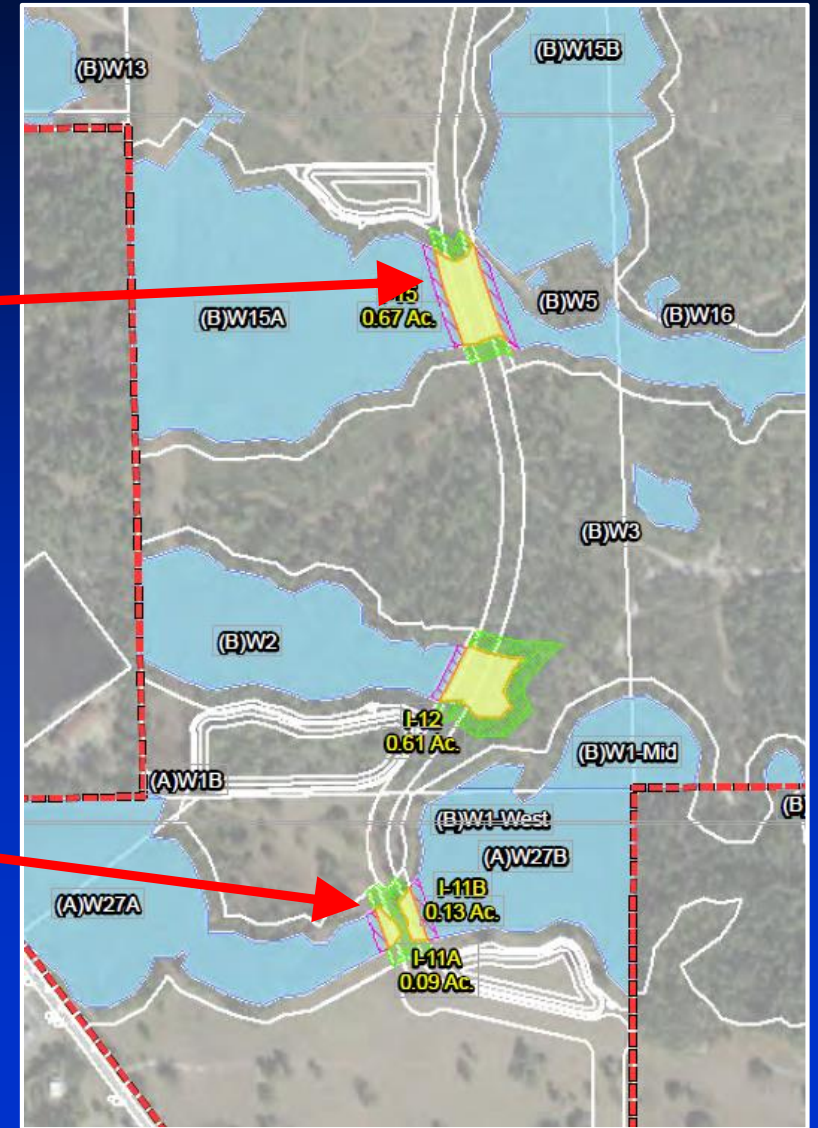 (B)W15B
(B)W13
(B)W5
15
0.67 Ac.
(B)W15A
(B)W16
(B)W3
(B)W2
I-12
0.61 Ac.
(B)W1-Mid
(A)W1B
(B)W1-West
(A)W27B
(A)W27A
I-11B
0.13 Ac.
I-11A
0.09 Ac.